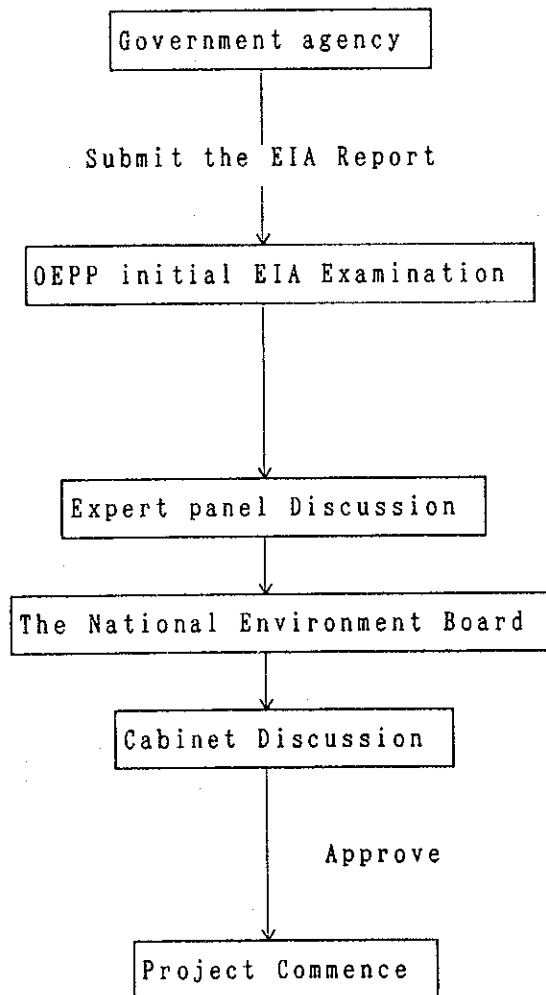 Government agency
Submit the EIA Report
OEPP initial EIA Examination
Expert panel Discussion
The National Environment Board
Cabinet Discussion
Approve
Project Commence